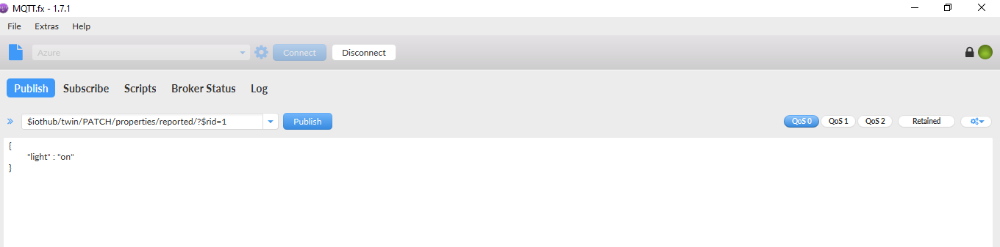 MQTT.fx - 1.7.1
File Extras Help
Azure Connect Disconnect
Publish Subscribe Scripts Broker Status Log
$iothub/twin/PATCH/properties/reported/?$rid=1 Publish QoS 0 QoS 1 QoS 2 Retained
{
"light" : "on"
}